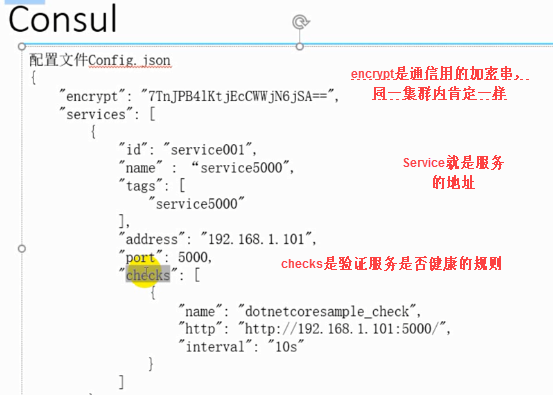 Consul
配置文件Config.json
{
"encrypt": "7TnJPB4lKtjEcCWWjN6jSA==",
"services": [
{
"id": "service001",
"name" : “service5000",
"tags": [
"service5000"
],
"address": "192.168.1.101",
"port": 5000,
"checks": [
{
"name": "dotnetcoresample_check",
"http": "http://192.168.1.101:5000/",
"interval": "10s"
}
]
encrypt是通信用的加密串，
同一集群内肯定一样
Service就是服务
的地址
checks是验证服务是否健康的规则